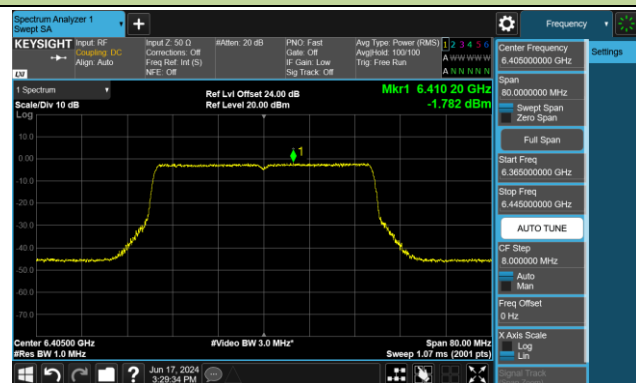 Spectrum Analyzer 1
Swept SA
+
Frequency
KEYSIGHT
Input: RF
Coupling: DC
Align: Auto
Input Z: 50 Ω
Corrections: Off
Freq Ref: Int (S)
NFE: Off
#Atten: 20 dB
PNO: Fast
Gate: Off
IF Gain: Low
Sig Track: Off
Avg Type: Power (RMS)
Avg|Hold: 100/100
Trig: Free Run
1 2 3 4 5 6
A W W W W W
A N N N N N
LXI
1 Spectrum
Scale/Div 10 dB
Log
Ref Lvl Offset 24.00 dB
Ref Level 20.00 dBm
Mkr1 6.410 20 GHz
-1.782 dBm
1
10.0
0.00
-10.0
-20.0
-30.0
-40.0
-50.0
-60.0
-70.0
Center 6.40500 GHz
#Res BW 1.0 MHz
#Video BW 3.0 MHz*
Span 80.00 MHz
Sweep 1.07 ms (2001 pts)
Jun 17, 2024
3:29:34 PM
?
Center Frequency
6.405000000 GHz
Settings
Span
80.0000000 MHz
Swept Span
Zero Span
Full Span
Start Freq
6.365000000 GHz
Stop Freq
6.445000000 GHz
AUTO TUNE
CF Step
8.000000 MHz
Auto
Man
Freq Offset
0 Hz
X Axis Scale
Log
Lin
Signal Track